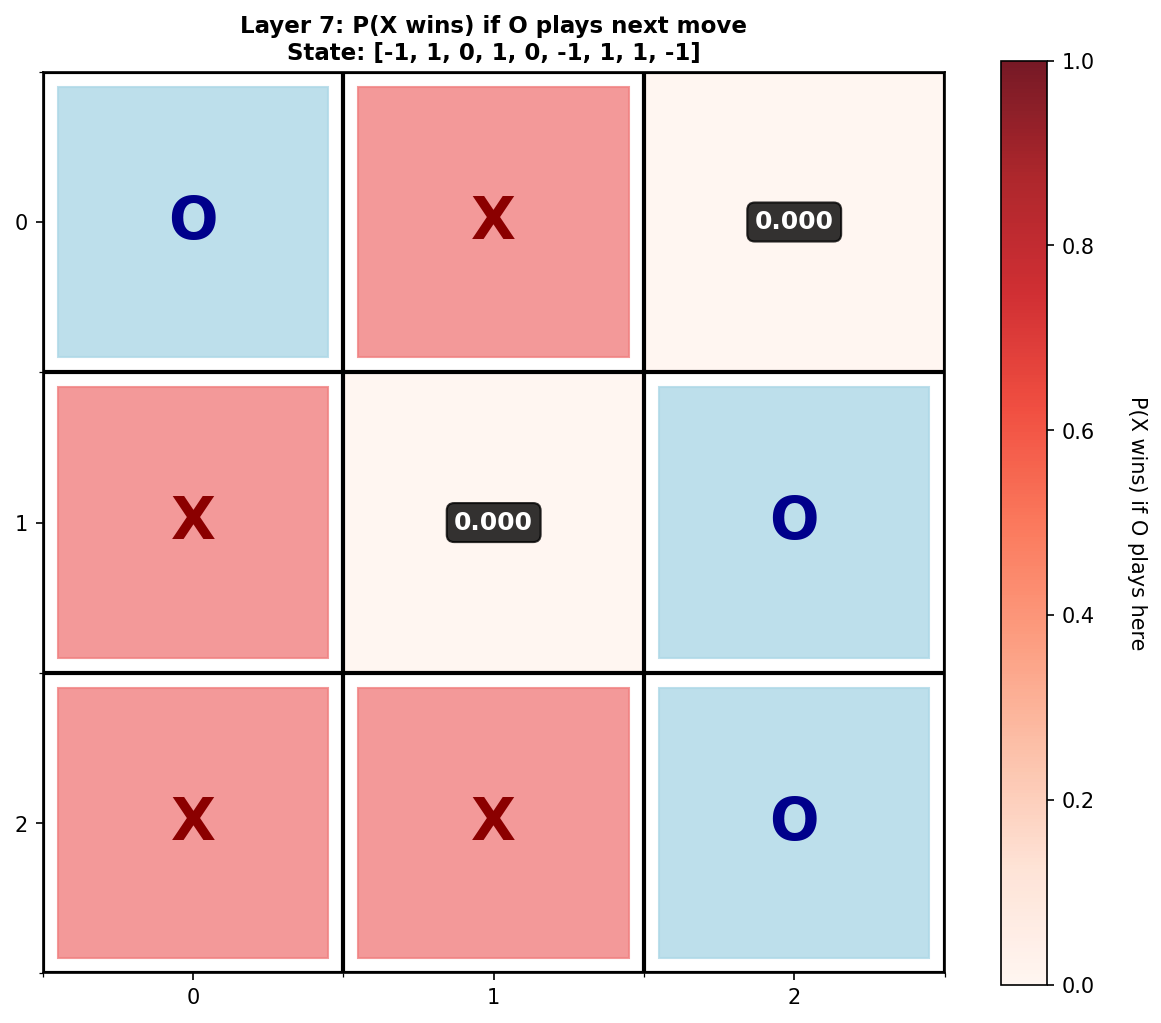 Layer 7: P(X wins) if O plays next move
State: [-1, 1, 0, 1, 0, -1, 1, 1, -1]
0
O
X
0.000
1
X
0.000
O
2
X
X
O
0
1
2
1.0
0.8
0.6
0.4
0.2
0.0
P(X wins) if O plays here